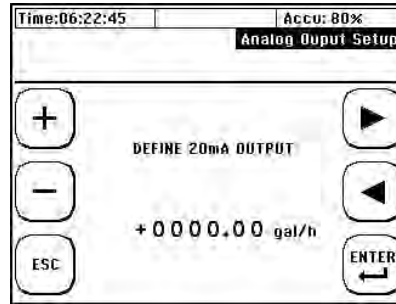 Time:06:22:45 Accu: 80%
Analog Ouput Setup
+
DEFINE 20mA OUTPUT
−
+0000.00 gal/h
ESC
ENTER